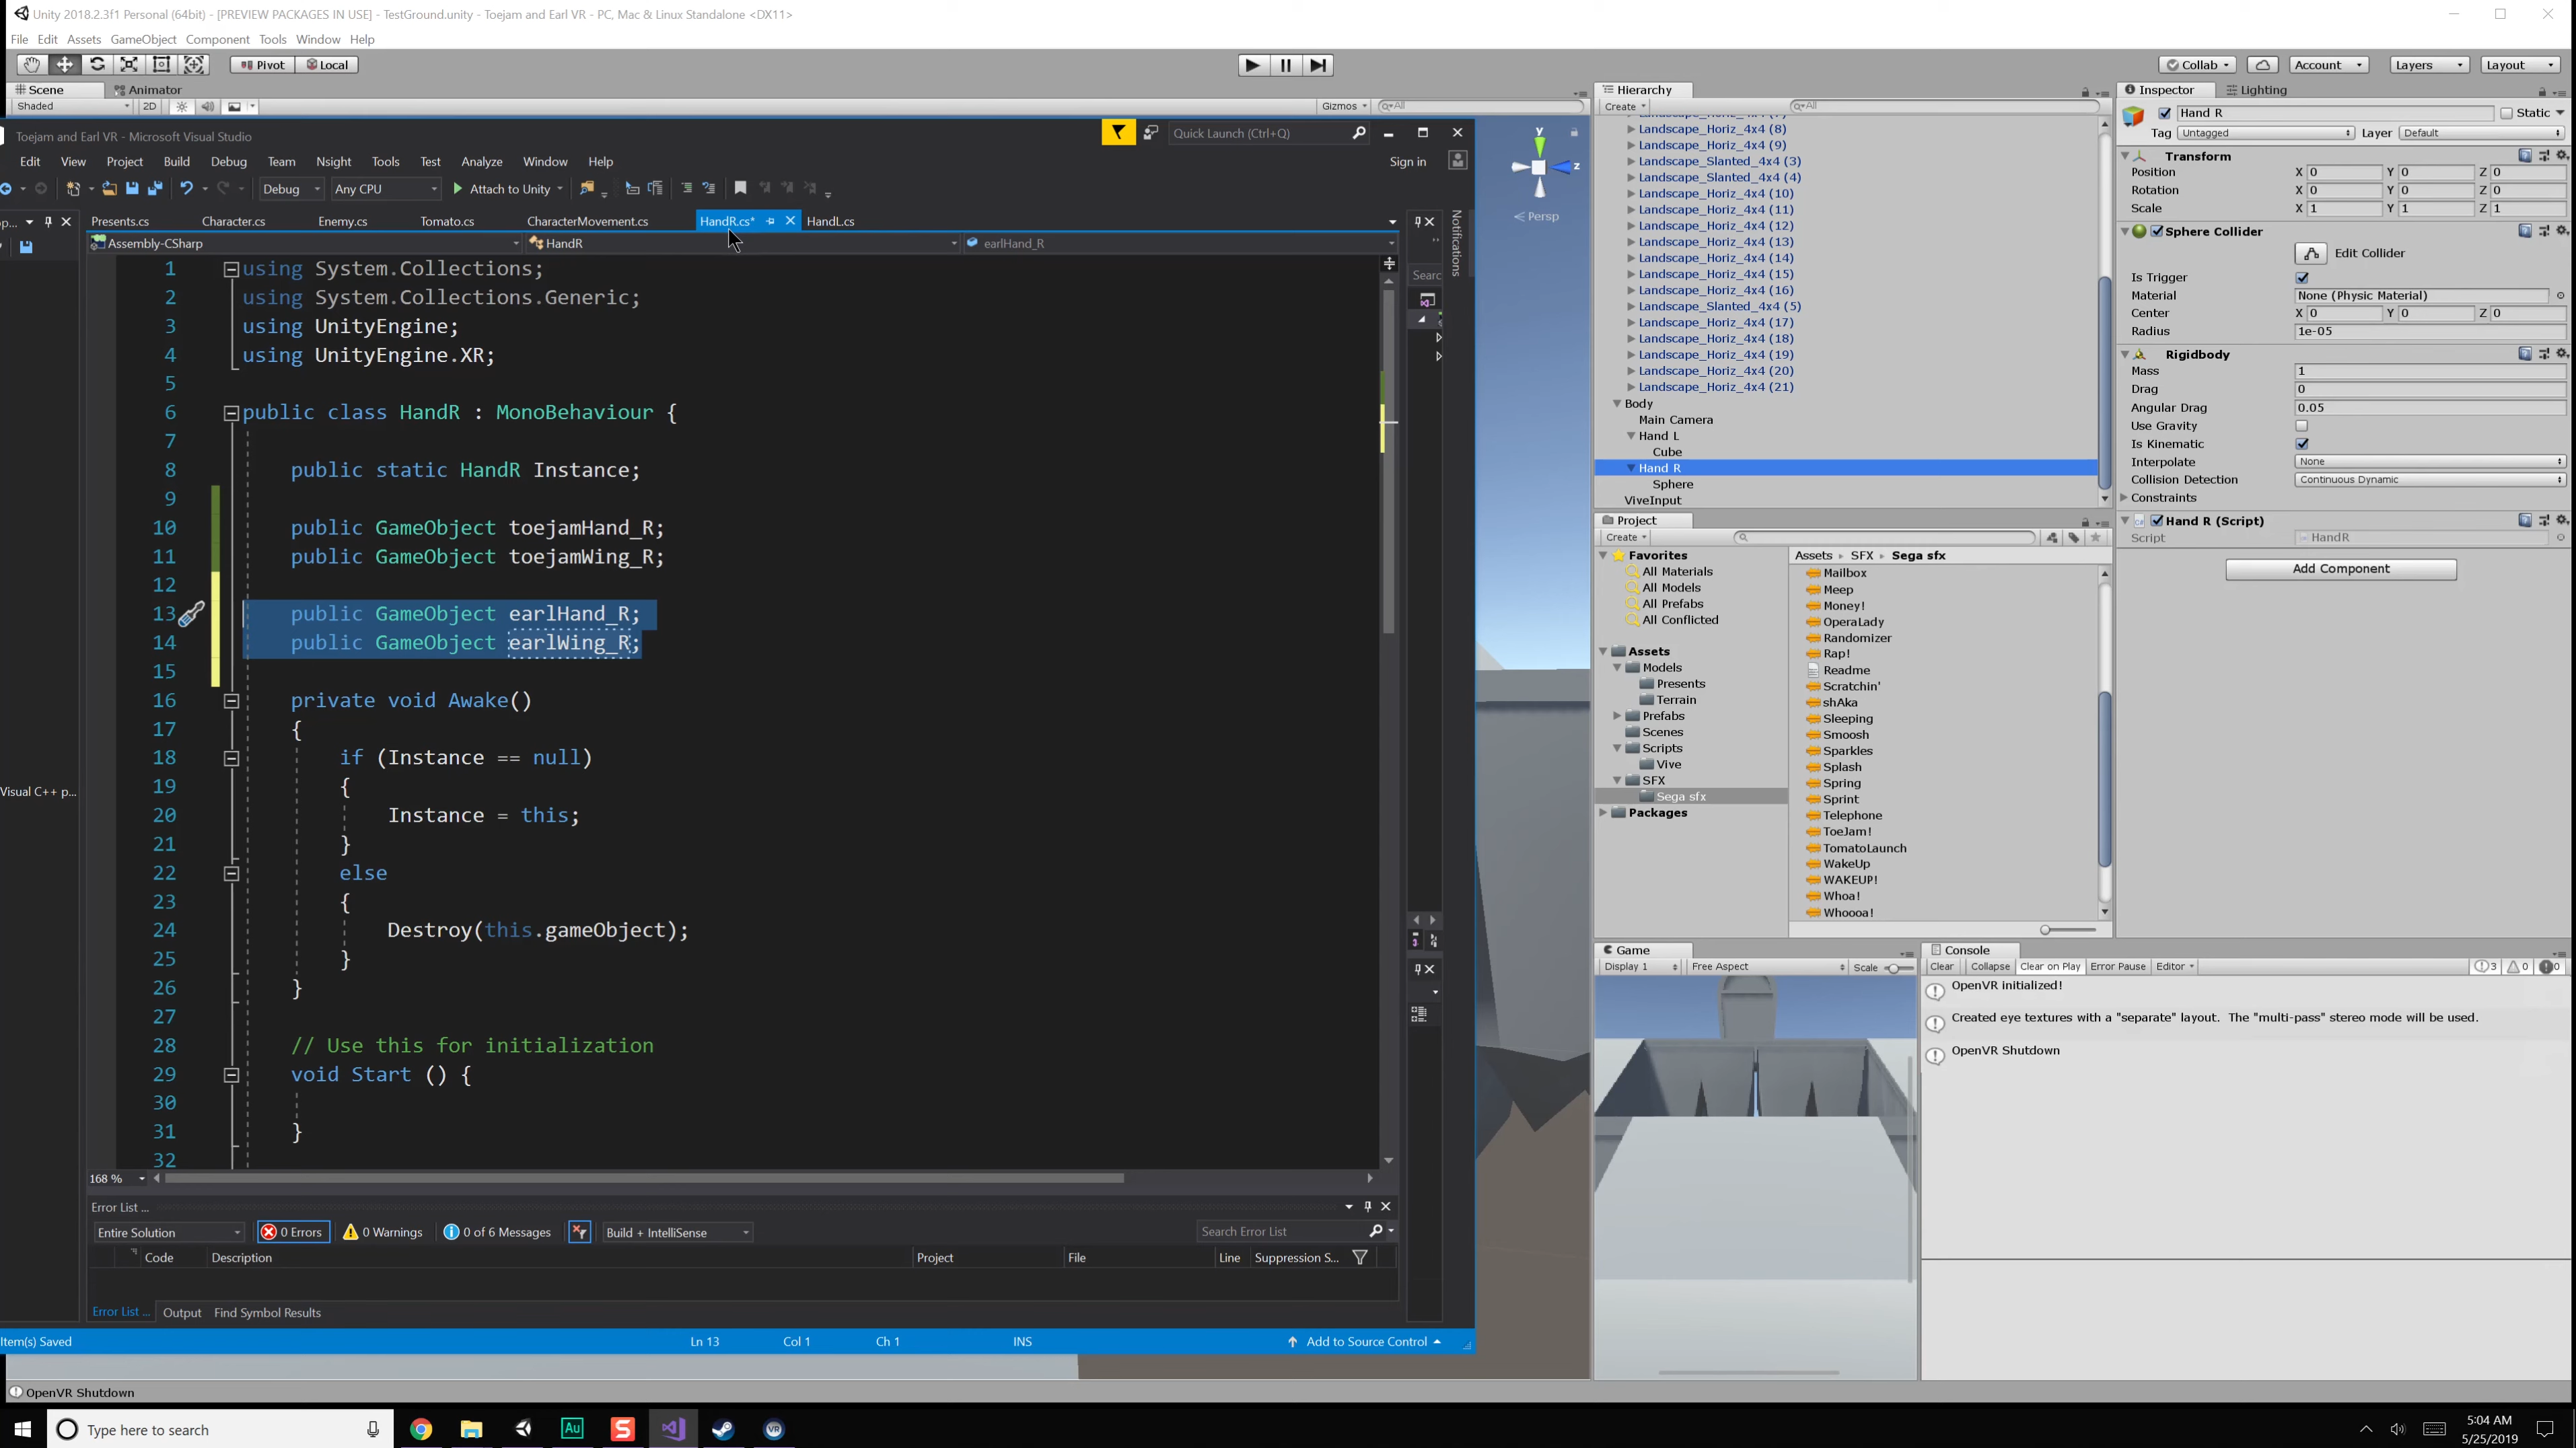 Unity 2018.2.3f1 Personal (64bit) - [PREVIEW PACKAGES IN USE] - TestGround.unity - Toejam and Earl VR - PC, Mac & Linux Standalone <DX11>
File Edit Assets GameObject Component Tools Window Help
Pivot Local
Collab Account Layers Layout
Scene Animator
Shaded 2D Gizmos All
Toejam and Earl VR - Microsoft Visual Studio
Quick Launch (Ctrl+Q)
Edit View Project Build Debug Team Nsight Tools Test Analyze Window Help
Sign in
Debug Any CPU Attach to Unity
Presents.cs Character.cs Enemy.cs Tomato.cs CharacterMovement.cs HandR.cs* HandL.cs
Assembly-CSharp HandR earlHand_R
Notifications
Searc
1 using System.Collections;
2 using System.Collections.Generic;
3 using UnityEngine;
4 using UnityEngine.XR;
5
6 public class HandR : MonoBehaviour {
7
8 public static HandR Instance;
9
10 public GameObject toejamHand_R;
11 public GameObject toejamWing_R;
12
13 public GameObject earlHand_R;
14 public GameObject earlWing_R;
15
16 private void Awake()
17 {
18 if (Instance == null)
19 {
20 Instance = this;
21 }
22 else
23 {
24 Destroy(this.gameObject);
25 }
26 }
27
28 // Use this for initialization
29 void Start () {
30
31 }
32
Visual C++ p...
168 %
Error List ...
Entire Solution 0 Errors 0 Warnings 0 of 6 Messages Build + IntelliSense Search Error List
Code Description Project File Line Suppression S...
Error List ... Output Find Symbol Results
Item(s) Saved Ln 13 Col 1 Ch 1 INS Add to Source Control
y
z
Persp
Hierarchy
Create All
Landscape_Horiz_4x4 (8)
Landscape_Horiz_4x4 (9)
Landscape_Slanted_4x4 (3)
Landscape_Slanted_4x4 (4)
Landscape_Horiz_4x4 (10)
Landscape_Horiz_4x4 (11)
Landscape_Horiz_4x4 (12)
Landscape_Horiz_4x4 (13)
Landscape_Horiz_4x4 (14)
Landscape_Horiz_4x4 (15)
Landscape_Horiz_4x4 (16)
Landscape_Slanted_4x4 (5)
Landscape_Horiz_4x4 (17)
Landscape_Horiz_4x4 (18)
Landscape_Horiz_4x4 (19)
Landscape_Horiz_4x4 (20)
Landscape_Horiz_4x4 (21)
Body
Main Camera
Hand L
Cube
Hand R
Sphere
ViveInput
Project
Create
Favorites
All Materials
All Models
All Prefabs
All Conflicted
Assets
Models
Presents
Terrain
Prefabs
Scenes
Scripts
Vive
SFX
Sega sfx
Packages
Assets SFX Sega sfx
Mailbox
Meep
Money!
OperaLady
Randomizer
Rap!
Readme
Scratchin'
shAka
Sleeping
Smoosh
Sparkles
Splash
Spring
Sprint
Telephone
ToeJam!
TomatoLaunch
WakeUp
WAKEUP!
Whoa!
Whoooa!
Inspector Lighting
Hand R Static
Tag Untagged Layer Default
Transform
Position X 0 Y 0 Z 0
Rotation X 0 Y 0 Z 0
Scale X 1 Y 1 Z 1
Sphere Collider
Edit Collider
Is Trigger
Material None (Physic Material)
Center X 0 Y 0 Z 0
Radius 1e-05
Rigidbody
Mass 1
Drag 0
Angular Drag 0.05
Use Gravity
Is Kinematic
Interpolate None
Collision Detection Continuous Dynamic
Constraints
Hand R (Script)
Script HandR
Add Component
Game
Display 1 Free Aspect Scale
Console
Clear Collapse Clear on Play Error Pause Editor 3 0 0
OpenVR initialized!
Created eye textures with a "separate" layout. The "multi-pass" stereo mode will be used.
OpenVR Shutdown
OpenVR Shutdown
Type here to search
5:04 AM
5/25/2019